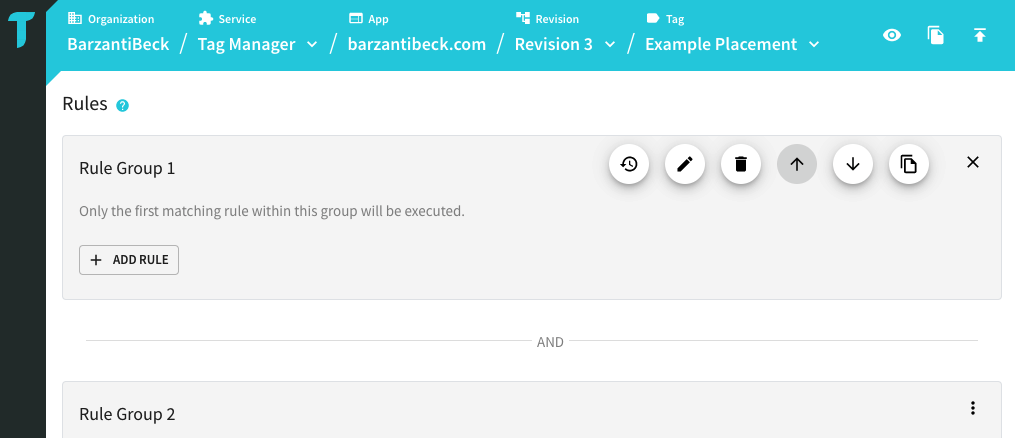 Organization
Service
App
Revision
Tag
BarzantiBeck / Tag Manager / barzantibeck.com / Revision 3 / Example Placement
Rules ?
Rule Group 1
Only the first matching rule within this group will be executed.
+ ADD RULE
AND
Rule Group 2